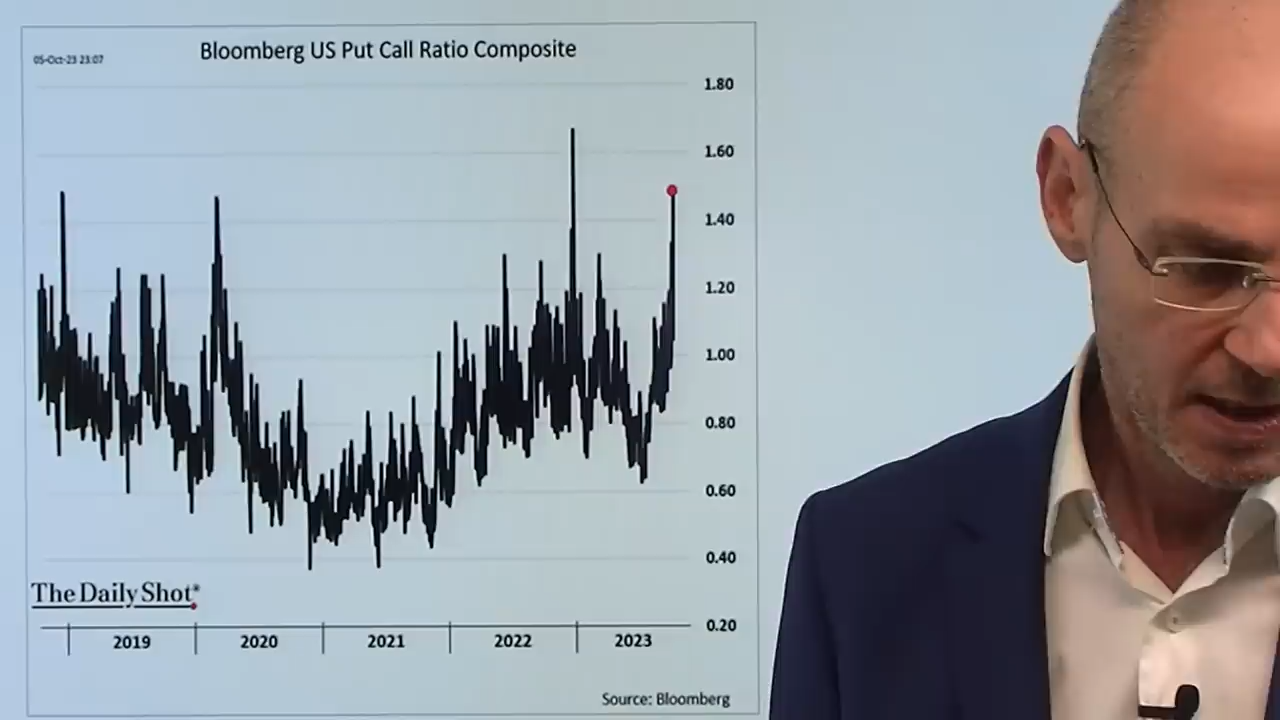 Bloomberg US Put Call Ratio Composite
05-Oct-23 23:07
1.80
1.60
1.40
1.20
1.00
0.80
0.60
0.40
0.20
The Daily Shot
2019 2020 2021 2022 2023
Source: Bloomberg